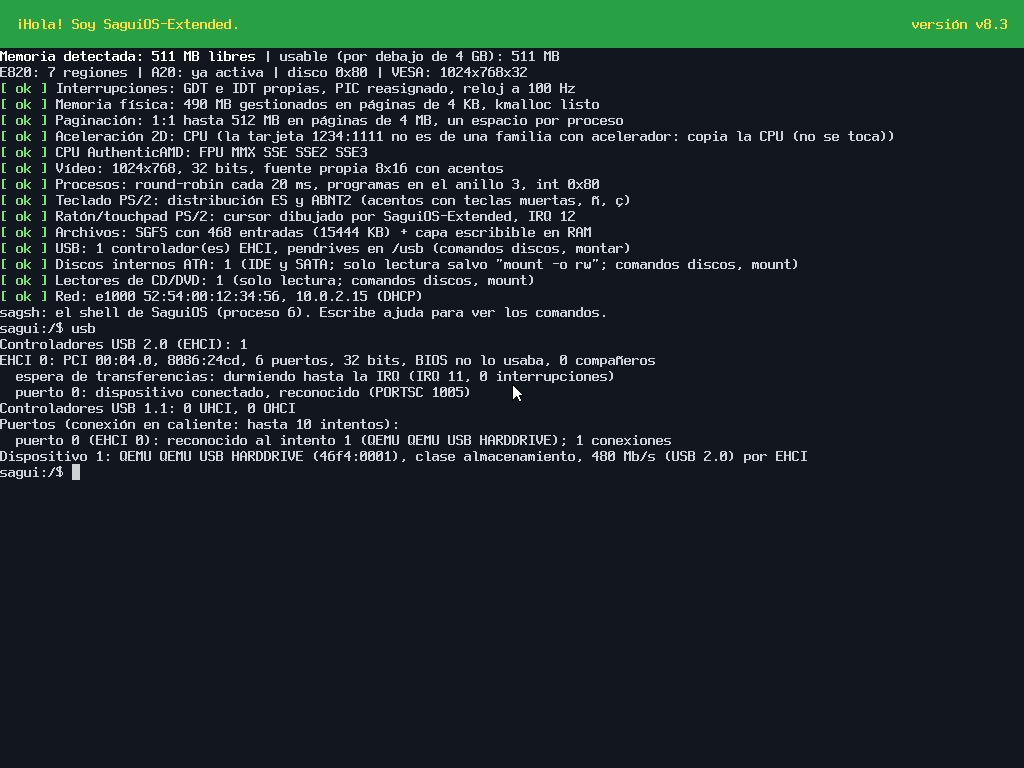 ¡Hola! Soy SaguiOS-Extended. versión v8.3
Memoria detectada: 511 MB libres | usable (por debajo de 4 GB): 511 MB
E820: 7 regiones | A20: ya activa | disco 0x80 | VESA: 1024x768x32
[ ok ] Interrupciones: GDT e IDT propias, PIC reasignado, reloj a 100 Hz
[ ok ] Memoria física: 490 MB gestionados en páginas de 4 KB, kmalloc listo
[ ok ] Paginación: 1:1 hasta 512 MB en páginas de 4 MB, un espacio por proceso
[ ok ] Aceleración 2D: CPU (la tarjeta 1234:1111 no es de una familia con acelerador: copia la CPU (no se toca))
[ ok ] CPU AuthenticAMD: FPU MMX SSE SSE2 SSE3
[ ok ] Vídeo: 1024x768, 32 bits, fuente propia 8x16 con acentos
[ ok ] Procesos: round-robin cada 20 ms, programas en el anillo 3, int 0x80
[ ok ] Teclado PS/2: distribución ES y ABNT2 (acentos con teclas muertas, ñ, ç)
[ ok ] Ratón/touchpad PS/2: cursor dibujado por SaguiOS-Extended, IRQ 12
[ ok ] Archivos: SGFS con 468 entradas (15444 KB) + capa escribible en RAM
[ ok ] USB: 1 controlador(es) EHCI, pendrives en /usb (comandos discos, montar)
[ ok ] Discos internos ATA: 1 (IDE y SATA; solo lectura salvo "mount -o rw"; comandos discos, mount)
[ ok ] Lectores de CD/DVD: 1 (solo lectura; comandos discos, mount)
[ ok ] Red: e1000 52:54:00:12:34:56, 10.0.2.15 (DHCP)
sagsh: el shell de SaguiOS (proceso 6). Escribe ayuda para ver los comandos.
sagui:/$ usb
Controladores USB 2.0 (EHCI): 1
EHCI 0: PCI 00:04.0, 8086:24cd, 6 puertos, 32 bits, BIOS no lo usaba, 0 compañeros
  espera de transferencias: durmiendo hasta la IRQ (IRQ 11, 0 interrupciones)
  puerto 0: dispositivo conectado, reconocido (PORTSC 1005)
Controladores USB 1.1: 0 UHCI, 0 OHCI
Puertos (conexión en caliente: hasta 10 intentos):
  puerto 0 (EHCI 0): reconocido al intento 1 (QEMU QEMU USB HARDDRIVE); 1 conexiones
Dispositivo 1: QEMU QEMU USB HARDDRIVE (46f4:0001), clase almacenamiento, 480 Mb/s (USB 2.0) por EHCI
sagui:/$